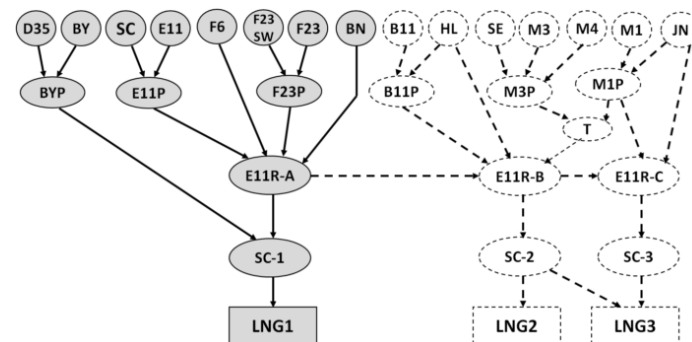 D35 BY SC E11 F6 F23 SW F23 BN B11 HL SE M3 M4 M1 JN
BYP E11P F23P B11P M3P M1P
T
E11R-A E11R-B E11R-C
SC-1 SC-2 SC-3
LNG1 LNG2 LNG3